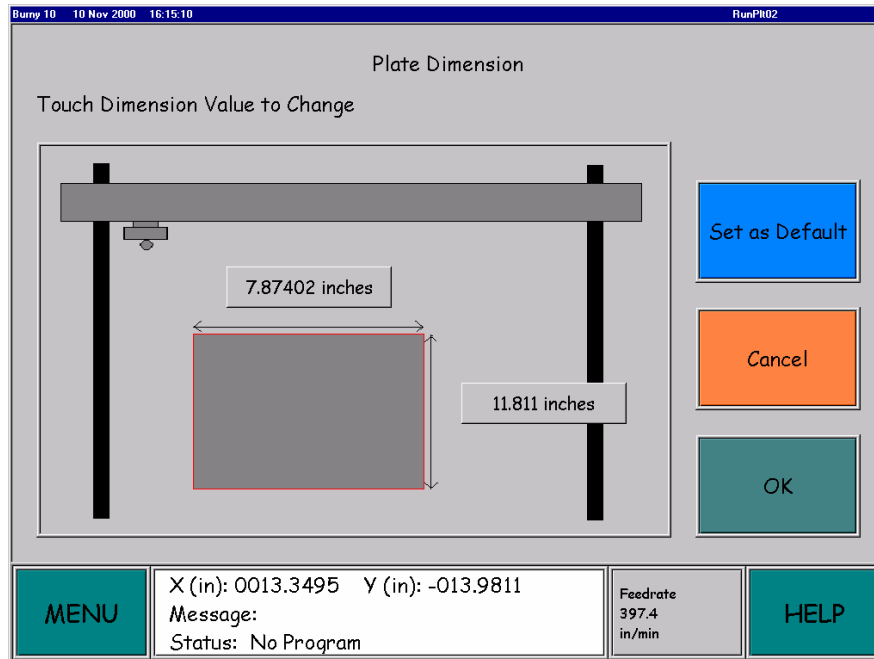 Burny 10 10 Nov 2000 16:15:10 RunPlt02
Plate Dimension
Touch Dimension Value to Change
7.87402 inches
11.811 inches
Set as Default
Cancel
OK
MENU
X (in): 0013.3495 Y (in): -013.9811
Message:
Status: No Program
Feedrate
397.4
in/min
HELP